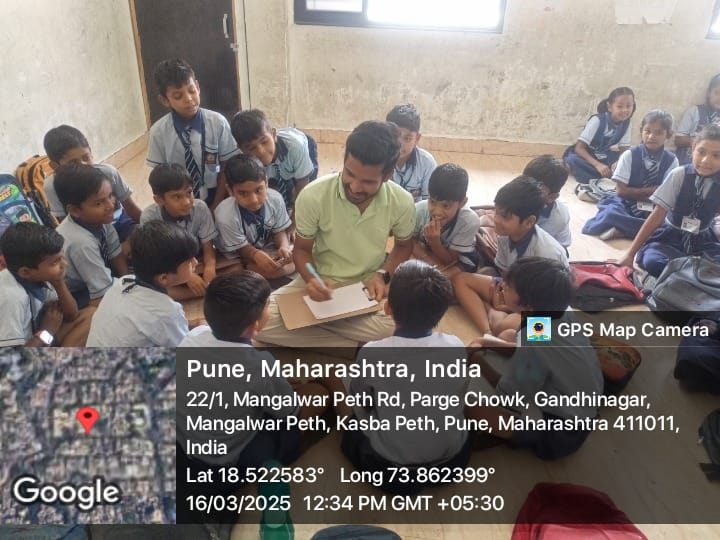 GPS Map Camera
Pune, Maharashtra, India
22/1, Mangalwar Peth Rd, Parge Chowk, Gandhinagar,
Mangalwar Peth, Kasba Peth, Pune, Maharashtra 411011,
India
Lat 18.522583° Long 73.862399°
16/03/2025 12:34 PM GMT +05:30
Google